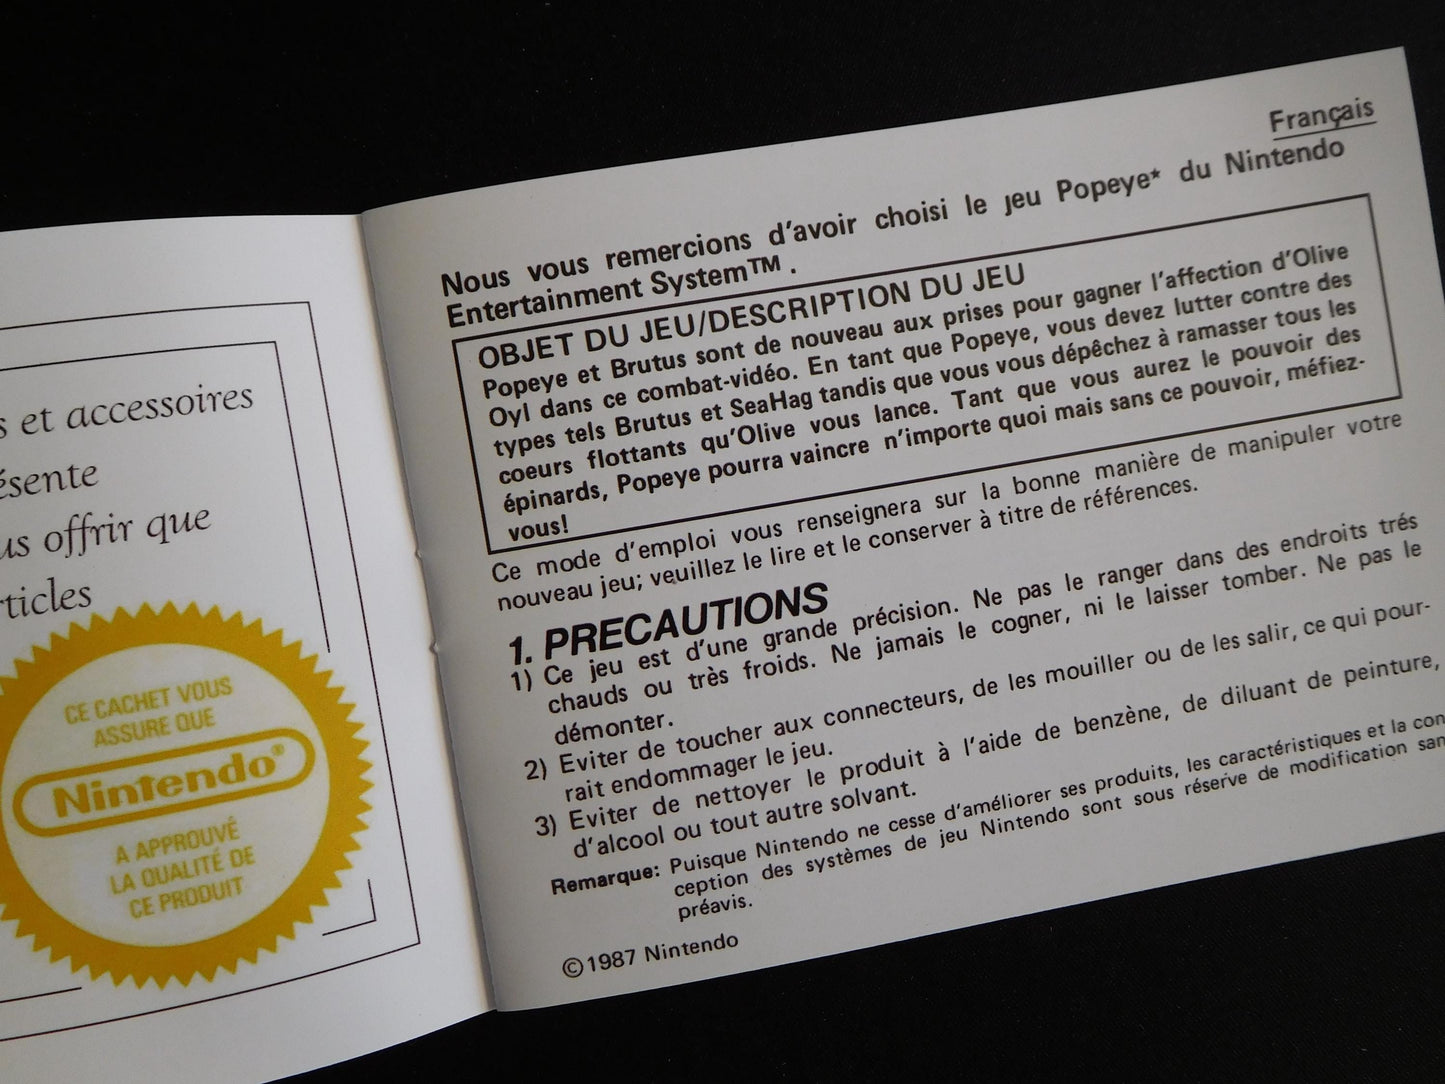 s et accessoires
ésente
us offrir que
rticles
CE CACHET VOUS
ASSURE QUE
Nintendo®
A APPROUVÉ
LA QUALITÉ DE
CE PRODUIT
Français
Nous vous remercions d'avoir choisi le jeu Popeye* du Nintendo
Entertainment System™ .
OBJET DU JEU/DESCRIPTION DU JEU
Popeye et Brutus sont de nouveau aux prises pour gagner l'affection d'Olive
Oyl dans ce combat-vidéo. En tant que Popeye, vous devez lutter contre des
types tels Brutus et SeaHag tandis que vous vous dépêchez à ramasser tous les
coeurs flottants qu'Olive vous lance. Tant que vous aurez le pouvoir des
épinards, Popeye pourra vaincre n'importe quoi mais sans ce pouvoir, méfiez-
vous!
Ce mode d'emploi vous renseignera sur la bonne manière de manipuler votre
nouveau jeu; veuillez le lire et le conserver à titre de références.
1. PRECAUTIONS
1) Ce jeu est d'une grande précision. Ne pas le ranger dans des endroits trés
chauds ou très froids. Ne jamais le cogner, ni le laisser tomber. Ne pas le
démonter.
2) Eviter de toucher aux connecteurs, de les mouiller ou de les salir, ce qui pour-
rait endommager le jeu.
3) Eviter de nettoyer le produit à l'aide de benzène, de diluant de peinture,
d'alcool ou tout autre solvant.
Remarque: Puisque Nintendo ne cesse d'améliorer ses produits, les caractéristiques et la con
ception des systèmes de jeu Nintendo sont sous réserve de modification san
préavis.
©1987 Nintendo